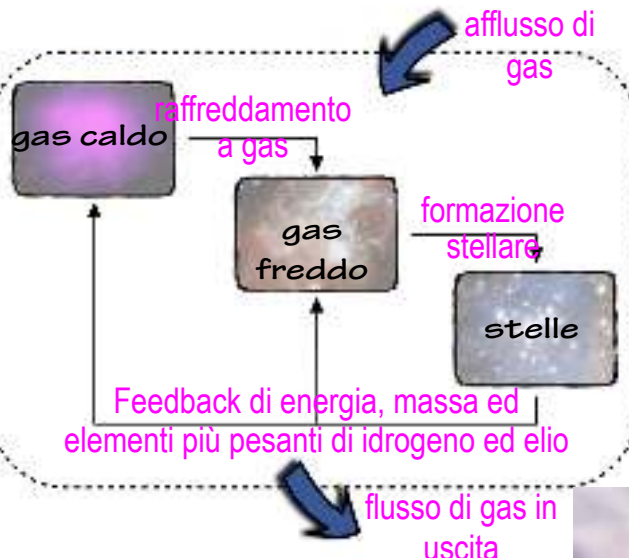 afflusso di
gas
raffreddamento
a gas
gas caldo
gas
freddo
formazione
stellare
stelle
Feedback di energia, massa ed
elementi più pesanti di idrogeno ed elio
flusso di gas in
uscita